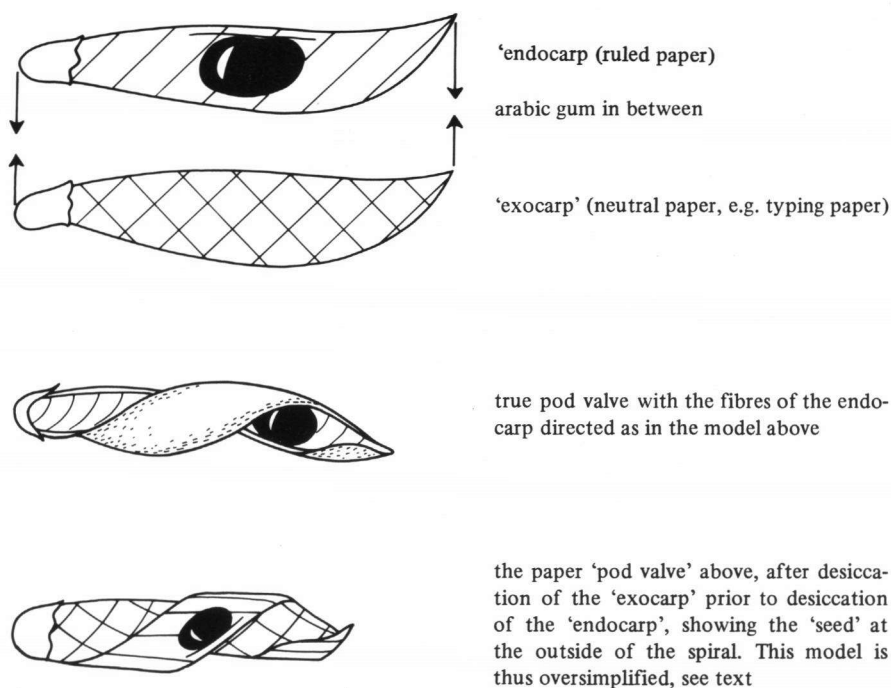 ‘endocarp (ruled paper)
arabic gum in between
‘exocarp’ (neutral paper, e.g. typing paper)
true pod valve with the fibres of the endo-
carp directed as in the model above
the paper ‘pod valve’ above, after desicca-
tion of the ‘exocarp’ prior to desiccation
of the ‘endocarp’, showing the ‘seed’ at
the outside of the spiral. This model is
thus oversimplified, see text